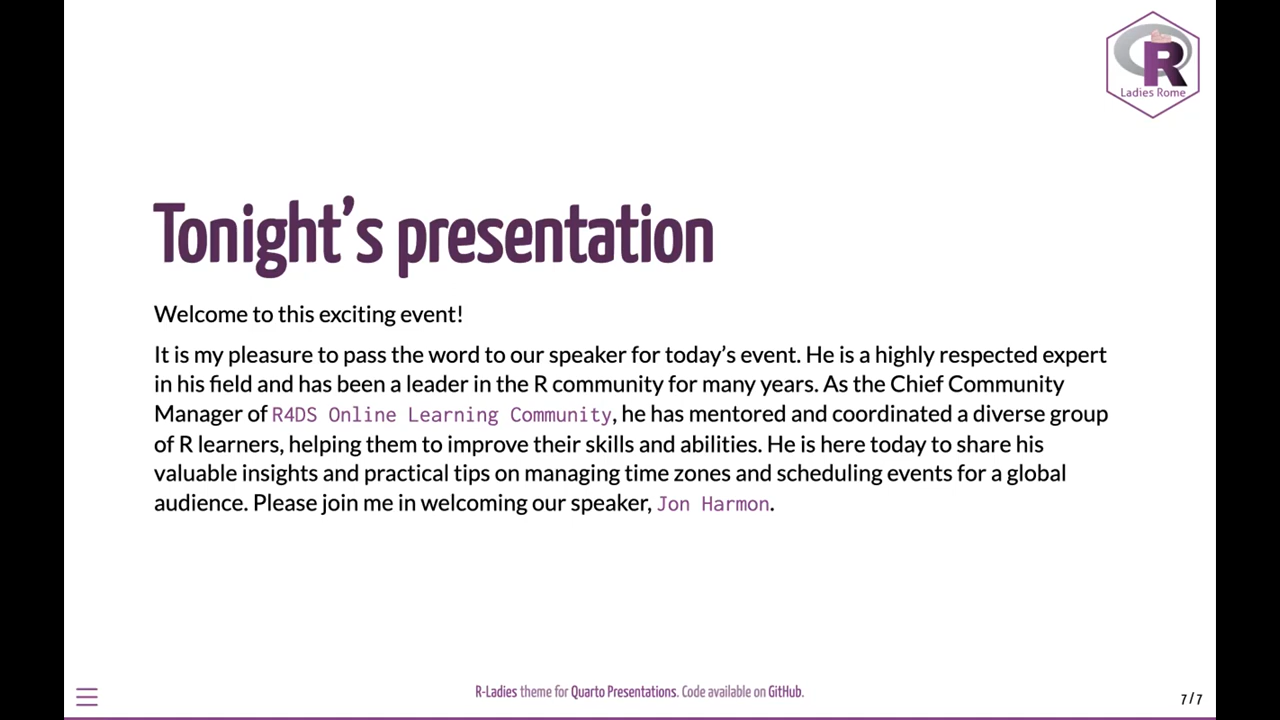 R
Ladies Rome
Tonight's presentation
Welcome to this exciting event!
It is my pleasure to pass the word to our speaker for today's event. He is a highly respected expert
in his field and has been a leader in the R community for many years. As the Chief Community
Manager of R4DS Online Learning Community, he has mentored and coordinated a diverse group
of R learners, helping them to improve their skills and abilities. He is here today to share his
valuable insights and practical tips on managing time zones and scheduling events for a global
audience. Please join me in welcoming our speaker, Jon Harmon.
R-Ladies theme for Quarto Presentations. Code available on GitHub.
7 / 7